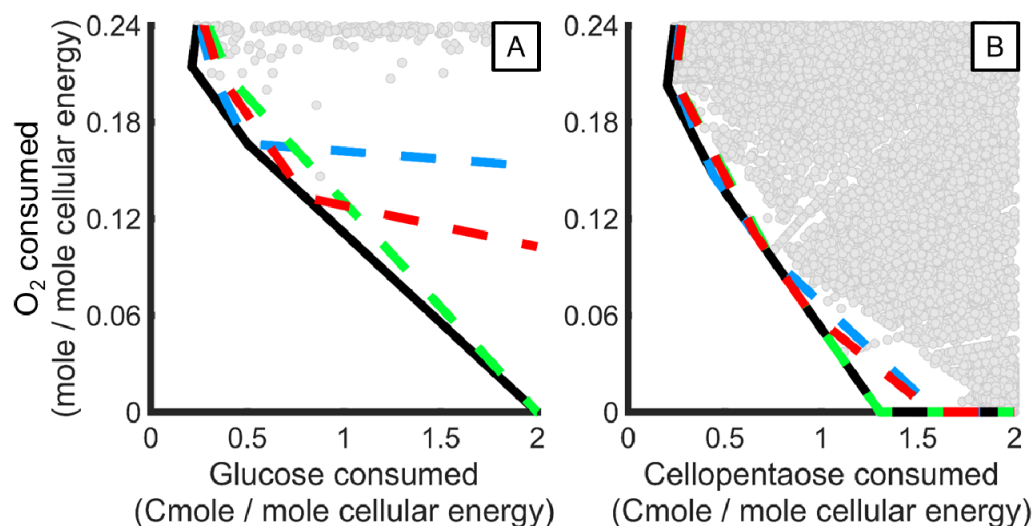 O2 consumed
(mole / mole cellular energy)
0.24
0.18
0.12
0.06
0
A
0
0.5
1
1.5
2
Glucose consumed
(Cmole / mole cellular energy)
0.24
0.18
0.12
0.06
0
B
0
0.5
1
1.5
2
Cellopentaose consumed
(Cmole / mole cellular energy)